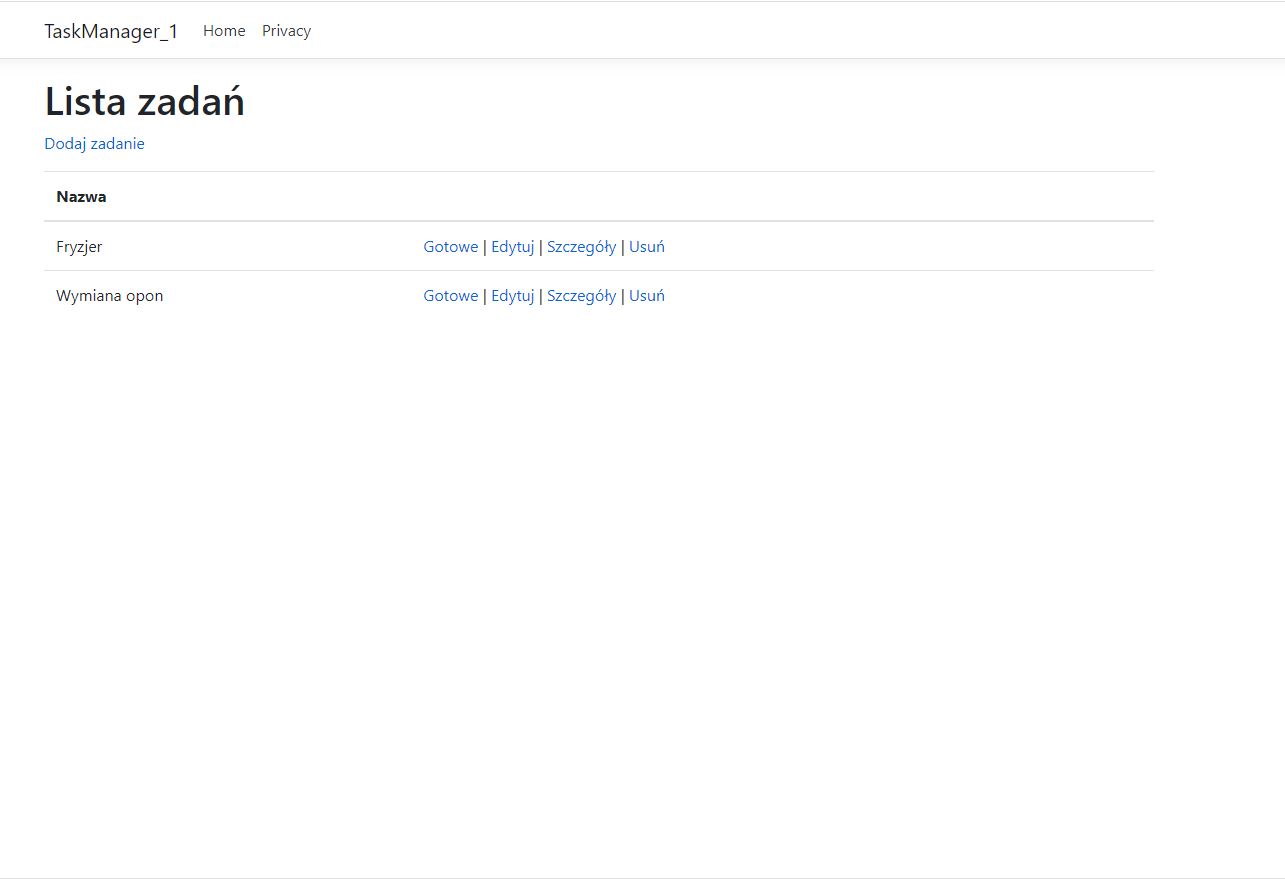 TaskManager_1 Home Privacy
Lista zadań
Dodaj zadanie
Nazwa
Fryzjer Gotowe | Edytuj | Szczegóły | Usuń
Wymiana opon Gotowe | Edytuj | Szczegóły | Usuń